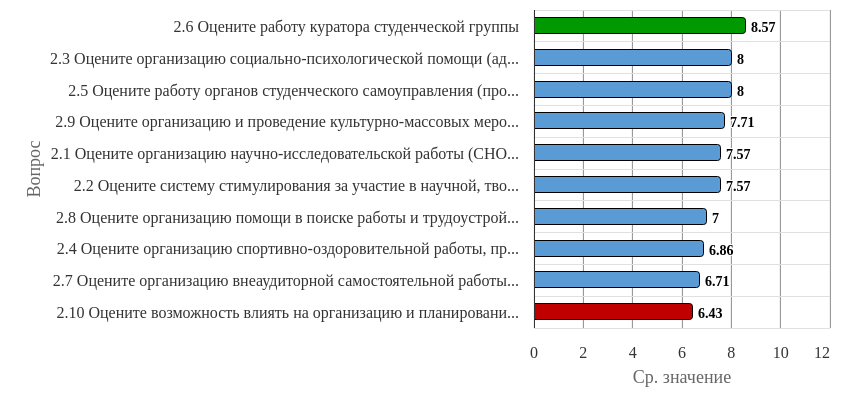 2.6 Оцените работу куратора студенческой группы 8.57
2.3 Оцените организацию социально-психологической помощи (ад... 8
2.5 Оцените работу органов студенческого самоуправления (про... 8
2.9 Оцените организацию и проведение культурно-массовых меро... 7.71
2.1 Оцените организацию научно-исследовательской работы (СНО... 7.57
2.2 Оцените систему стимулирования за участие в научной, тво... 7.57
2.8 Оцените организацию помощи в поиске работы и трудоустрой... 7
2.4 Оцените организацию спортивно-оздоровительной работы, пр... 6.86
2.7 Оцените организацию внеаудиторной самостоятельной работы... 6.71
2.10 Оцените возможность влиять на организацию и планировани... 6.43
Вопрос
0 2 4 6 8 10 12
Ср. значение